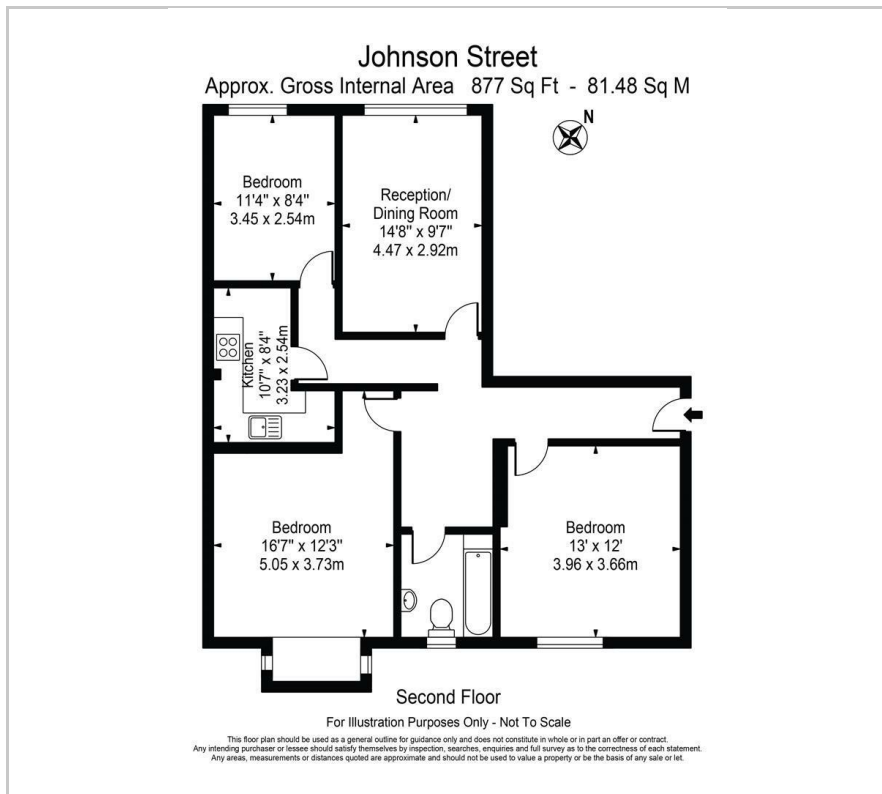 Johnson Street
Approx. Gross Internal Area 877 Sq Ft - 81.48 Sq M
N
Bedroom
11'4" x 8'4"
3.45 x 2.54m
Reception/
Dining Room
14'8" x 9'7"
4.47 x 2.92m
Kitchen
10'7" x 8'4"
3.23 x 2.54m
Bedroom
16'7" x 12'3"
5.05 x 3.73m
Bedroom
13' x 12'
3.96 x 3.66m
Second Floor
For Illustration Purposes Only - Not To Scale
This floor plan should be used as a general outline for guidance only and does not constitute in whole or in part an offer or contract.
Any intending purchaser or lessee should satisfy themselves by inspection, searches, enquiries and full survey as to the correctness of each statement.
Any areas, measurements or distances quoted are approximate and should not be used to value a property or be the basis of any sale or let.